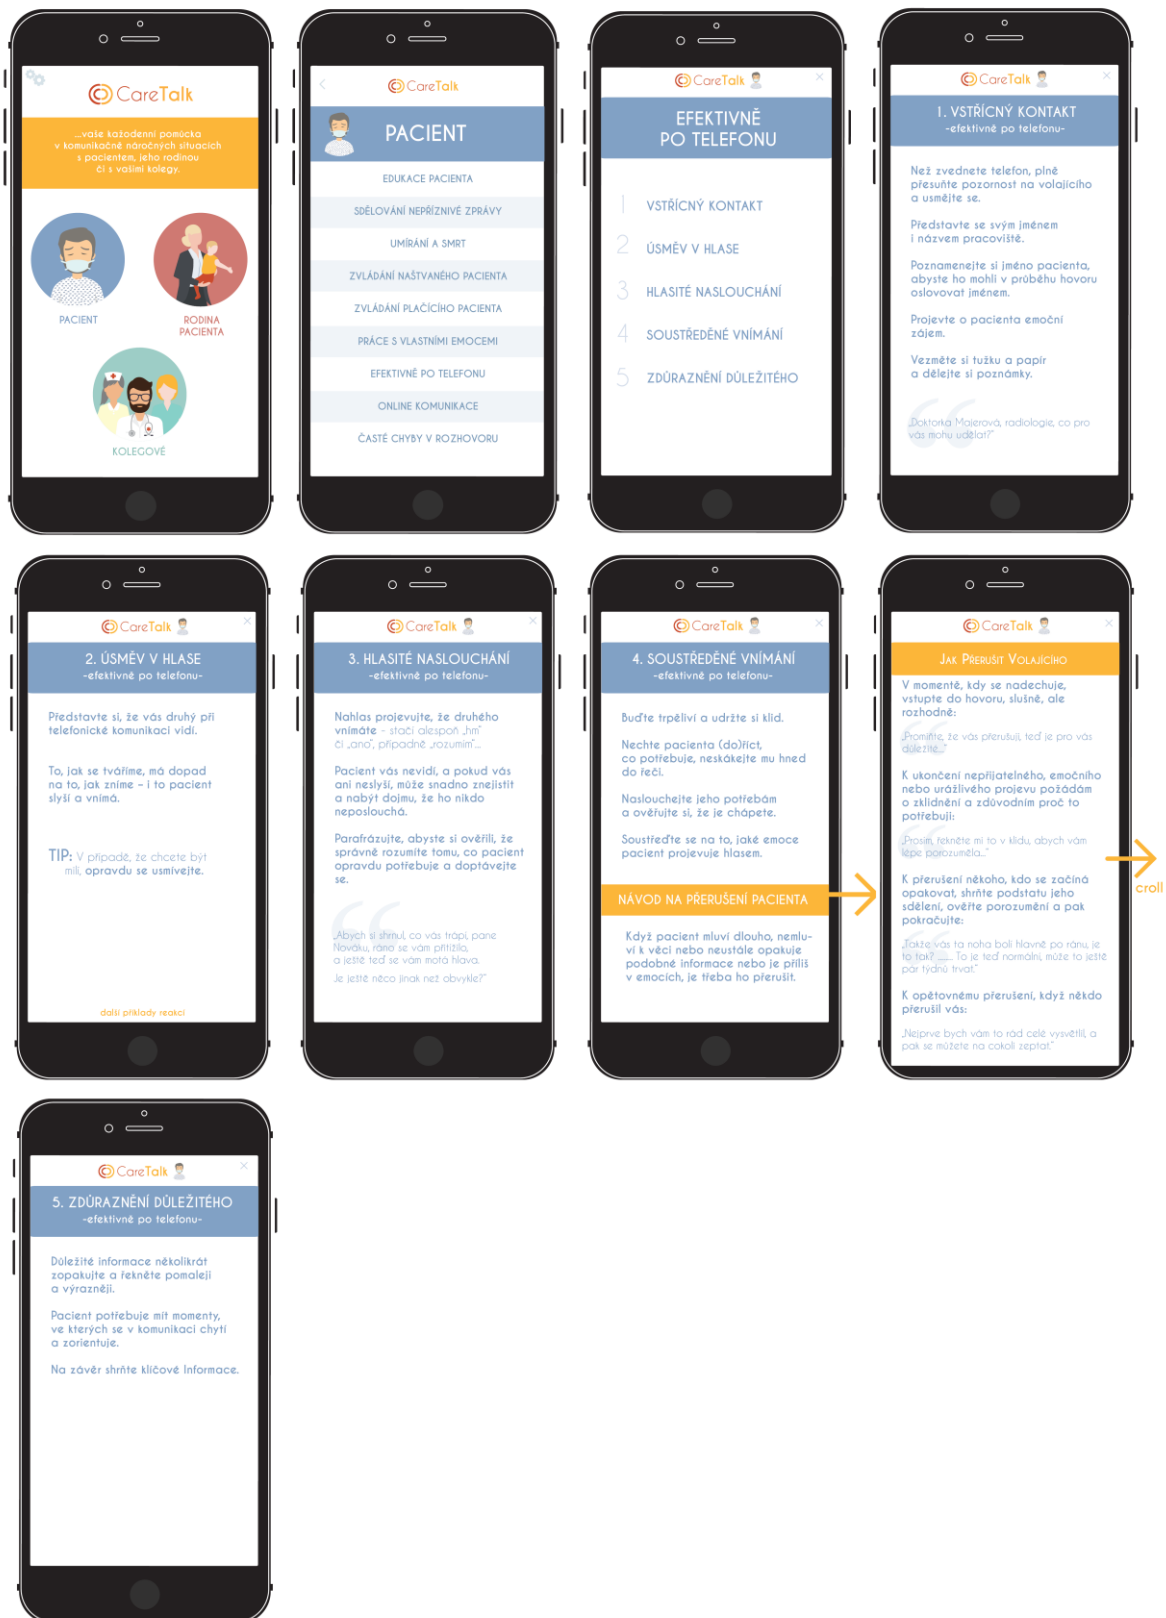 CareTalk
...vaše každodenní pomůcka
v komunikačně náročných situacích
s pacientem, jeho rodinou
či s vašimi kolegy.
PACIENT
RODINA
PACIENTA
KOLEGOVÉ
CareTalk
PACIENT
EDUKACE PACIENTA
SDĚLOVÁNÍ NEPŘÍZNIVÉ ZPRÁVY
UMÍRÁNÍ A SMRT
ZVLÁDÁNÍ NAŠTVANÉHO PACIENTA
ZVLÁDÁNÍ PLAČÍCÍHO PACIENTA
PRÁCE S VLASTNÍMI EMOCEMI
EFEKTIVNĚ PO TELEFONU
ONLINE KOMUNIKACE
ČASTÉ CHYBY V ROZHOVORU
CareTalk
EFEKTIVNĚ
PO TELEFONU
1 VSTŘÍCNÝ KONTAKT
2 ÚSMĚV V HLASE
3 HLASITÉ NASLOUCHÁNÍ
4 SOUSTŘEDĚNÉ VNÍMÁNÍ
5 ZDŮRAZNĚNÍ DŮLEŽITÉHO
CareTalk
1. VSTŘÍCNÝ KONTAKT
-efektivně po telefonu-
Než zvednete telefon, plně
přesuňte pozornost na volajícího
a usmějte se.
Představte se svým jménem
i názvem pracoviště.
Poznamenejte si jméno pacienta,
abyste ho mohli v průběhu hovoru
oslovovat jménem.
Projevte o pacienta emoční
zájem.
Vezměte si tužku a papír
a dělejte si poznámky.
„Doktorka Majerová, radiologie, co pro
vás mohu udělat?"
CareTalk
2. ÚSMĚV V HLASE
-efektivně po telefonu-
Představte si, že vás druhý při
telefonické komunikaci vidí.
To, jak se tváříme, má dopad
na to, jak zníme – i to pacient
slyší a vnímá.
TIP: V případě, že chcete být
milí, opravdu se usmívejte.
další příklady reakcí
CareTalk
3. HLASITÉ NASLOUCHÁNÍ
-efektivně po telefonu-
Nahlas projevujte, že druhého
vnímáte – stačí alespoň „hm"
či „ano", případně „rozumím"...
Pacient vás nevidí, a pokud vás
ani neslyší, může snadno znejistit
a nabýt dojmu, že ho nikdo
neposlouchá.
Parafrázujte, abyste si ověřili, že
správně rozumíte tomu, co pacient
opravdu potřebuje a doptávejte
se.
„Abych si shrnul, co vás trápí, pane
Nováku, ráno se vám přitížilo,
a ještě teď se vám motá hlava.
Je ještě něco jinak než obvykle?"
CareTalk
4. SOUSTŘEDĚNÉ VNÍMÁNÍ
-efektivně po telefonu-
Buďte trpěliví a udržte si klid.
Nechte pacienta (do)říct,
co potřebuje, neskákejte mu hned
do řeči.
Naslouchejte jeho potřebám
a ověřujte si, že je chápete.
Soustřeďte se na to, jaké emoce
pacient projevuje hlasem.
NÁVOD NA PŘERUŠENÍ PACIENTA
Když pacient mluví dlouho, nemlu-
ví k věci nebo neustále opakuje
podobné informace nebo je příliš
v emocích, je třeba ho přerušit.
CareTalk
Jak Přerušit Volajícího
V momentě, kdy se nadechuje,
vstupte do hovoru, slušně, ale
rozhodně:
„Promiňte, že vás přerušuji, teď je pro vás
důležité..."
K ukončení nepřijatelného, emočního
nebo urážlivého projevu požádám
o zklidnění a zdůvodním proč to
potřebuji:
„Prosím, řekněte mi to v klidu, abych vám
lépe porozuměla..."
K přerušení někoho, kdo se začíná
opakovat, shrňte podstatu jeho
sdělení, ověřte porozumění a pak
pokračujte:
„Takže vás ta noha bolí hlavně po ránu, je
to tak? ........ To je teď normální, může to ještě
pár týdnů trvat."
K opětovnému přerušení, když někdo
přerušil vás:
„Nejprve bych vám to rád celé vysvětlil, a
pak se můžete na cokoli zeptat."
croll
CareTalk
5. ZDŮRAZNĚNÍ DŮLEŽITÉHO
-efektivně po telefonu-
Důležité informace několikrát
zopakujte a řekněte pomaleji
a výrazněji.
Pacient potřebuje mít momenty,
ve kterých se v komunikaci chytí
a zorientuje.
Na závěr shrňte klíčové Informace.